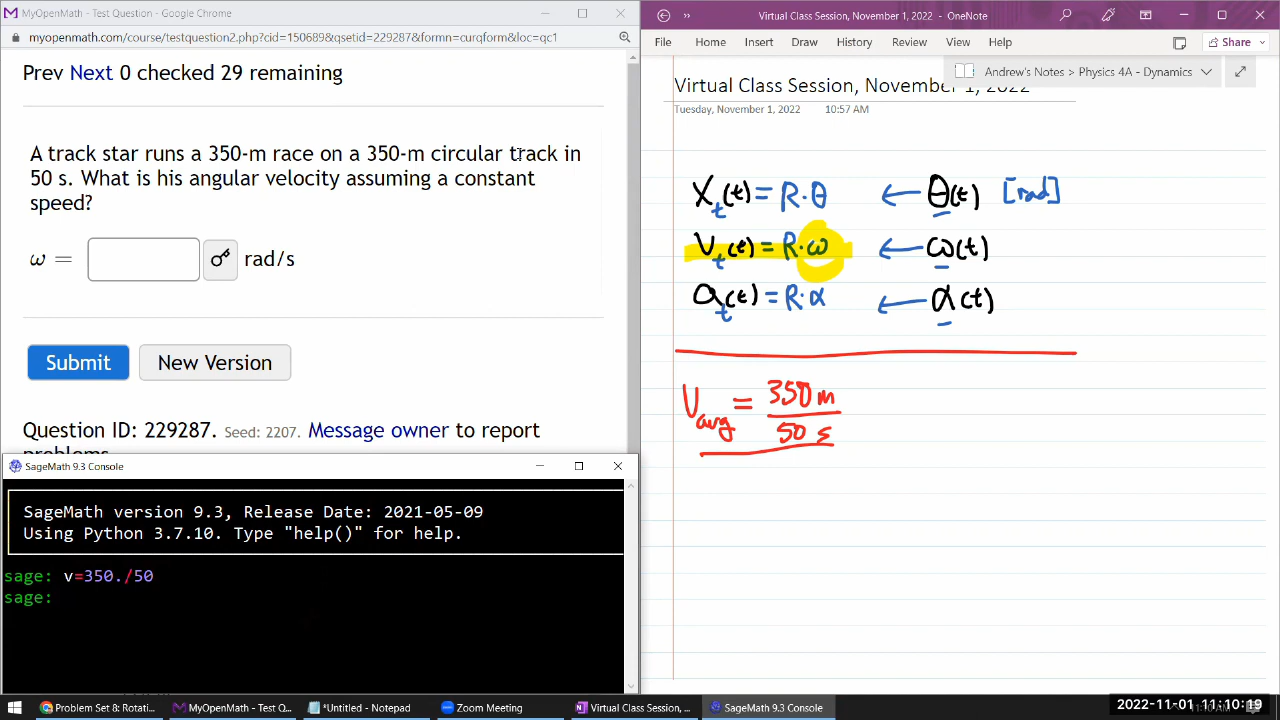 MyOpenMath - Test Question - Google Chrome
myopenmath.com/course/testquestion2.php?cid=150689&qsetid=229287&formn=curqform&loc=qc1
Prev Next 0 checked 29 remaining
A track star runs a 350-m race on a 350-m circular track in
50 s. What is his angular velocity assuming a constant
speed?
ω = rad/s
Submit New Version
Question ID: 229287. Seed: 2207. Message owner to report
SageMath 9.3 Console
SageMath version 9.3, Release Date: 2021-05-09
Using Python 3.7.10. Type "help()" for help.
sage: v=350./50
sage:
Virtual Class Session, November 1, 2022 - OneNote
File Home Insert Draw History Review View Help Share
Andrew's Notes > Physics 4A - Dynamics
Virtual Class Session, November 1, 2022
Tuesday, November 1, 2022 10:57 AM
X_t(t) = R·θ ← θ(t) [rad]
V_t(t) = R·ω ← ω(t)
a_t(t) = R·α ← α(t)
V_avg = 350 m
50 s
Problem Set & Rotati... MyOpenMath - Test Q... *Untitled - Notepad Zoom Meeting Virtual Class Session,... SageMath 9.3 Console
2022-11-01 11:10:19